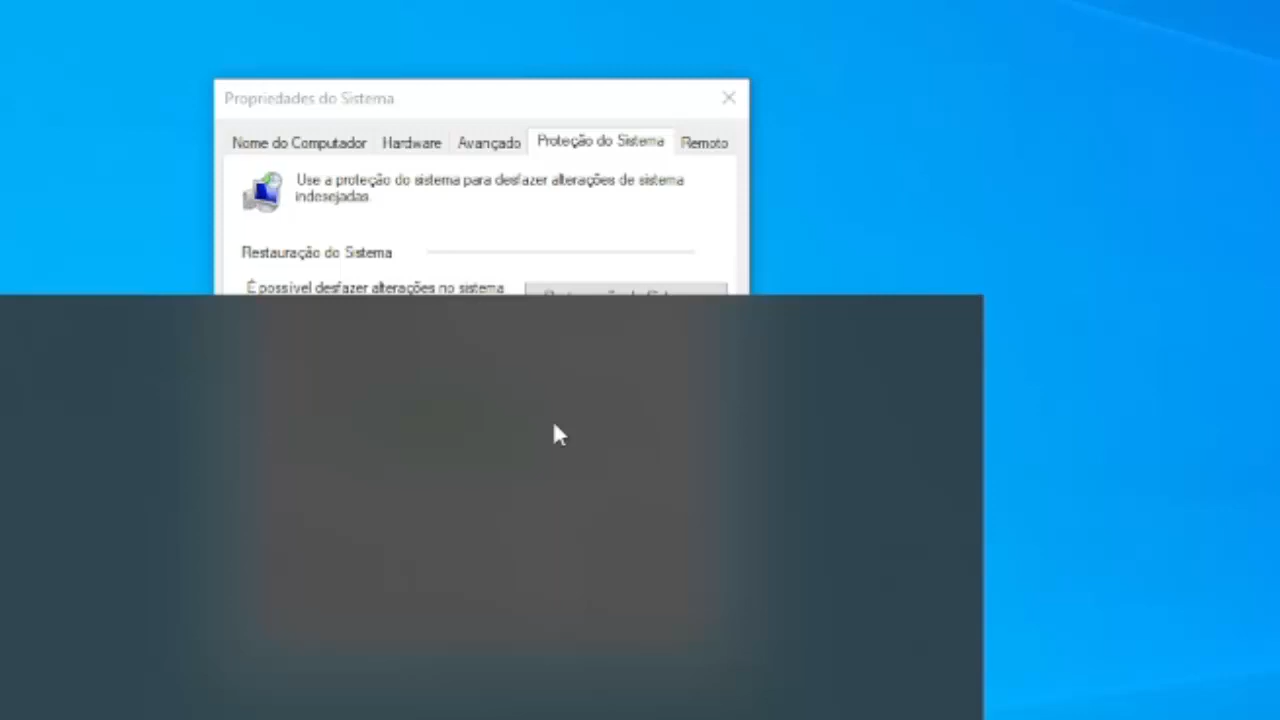 Propriedades do Sistema
Nome do Computador Hardware Avançado Proteção do Sistema Remoto
Use a proteção do sistema para desfazer alterações de sistema
indesejadas.
Restauração do Sistema
É possível desfazer alterações no sistema